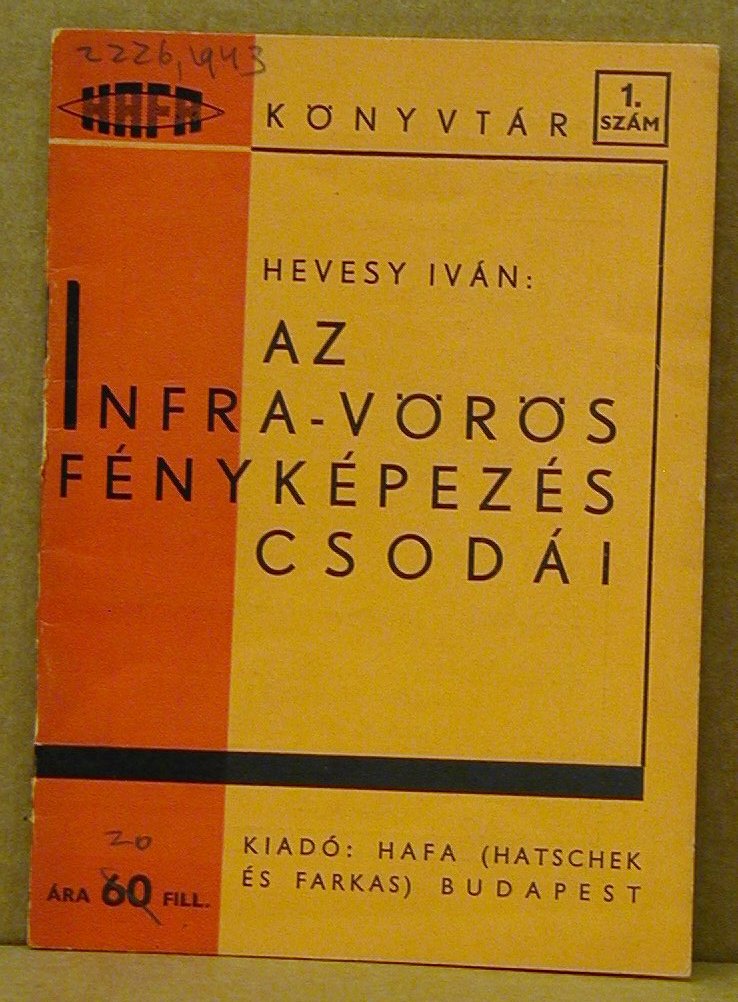 2226,1943
HAFA
KÖNYVTÁR
1.
SZÁM
HEVESY IVÁN:
AZ
INFRA-VÖRÖS
FÉNYKÉPEZÉS
CSODÁI
20
ÁRA 60 FILL.
KIADÓ: HAFA (HATSCHEK
ÉS FARKAS) BUDAPEST